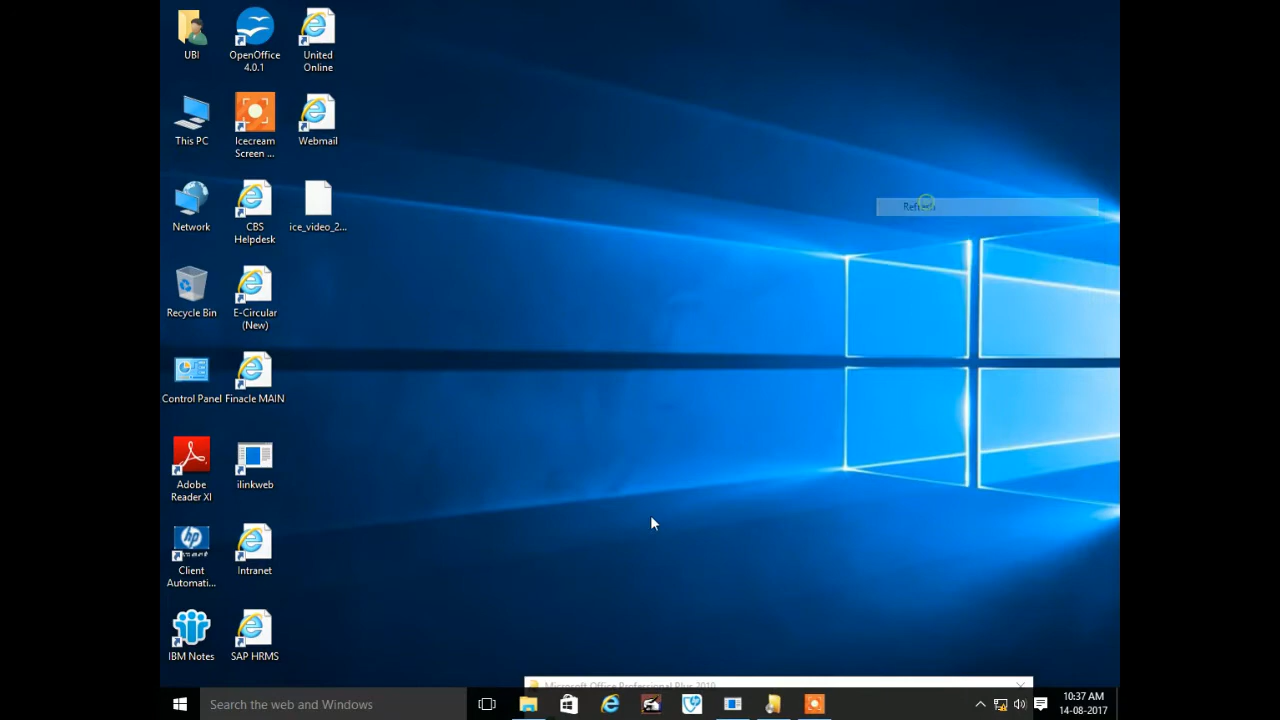 UBI
OpenOffice
4.0.1
United
Online
This PC
Icecream
Screen ...
Webmail
Network
CBS
Helpdesk
ice_video_2...
Refresh
Recycle Bin
E-Circular
(New)
Control Panel
Finacle MAIN
Adobe
Reader XI
ilinkweb
hp
Client
Automati...
Intranet
IBM Notes
SAP HRMS
Microsoft Office Professional Plus 2010
Search the web and Windows
10:37 AM
14-08-2017